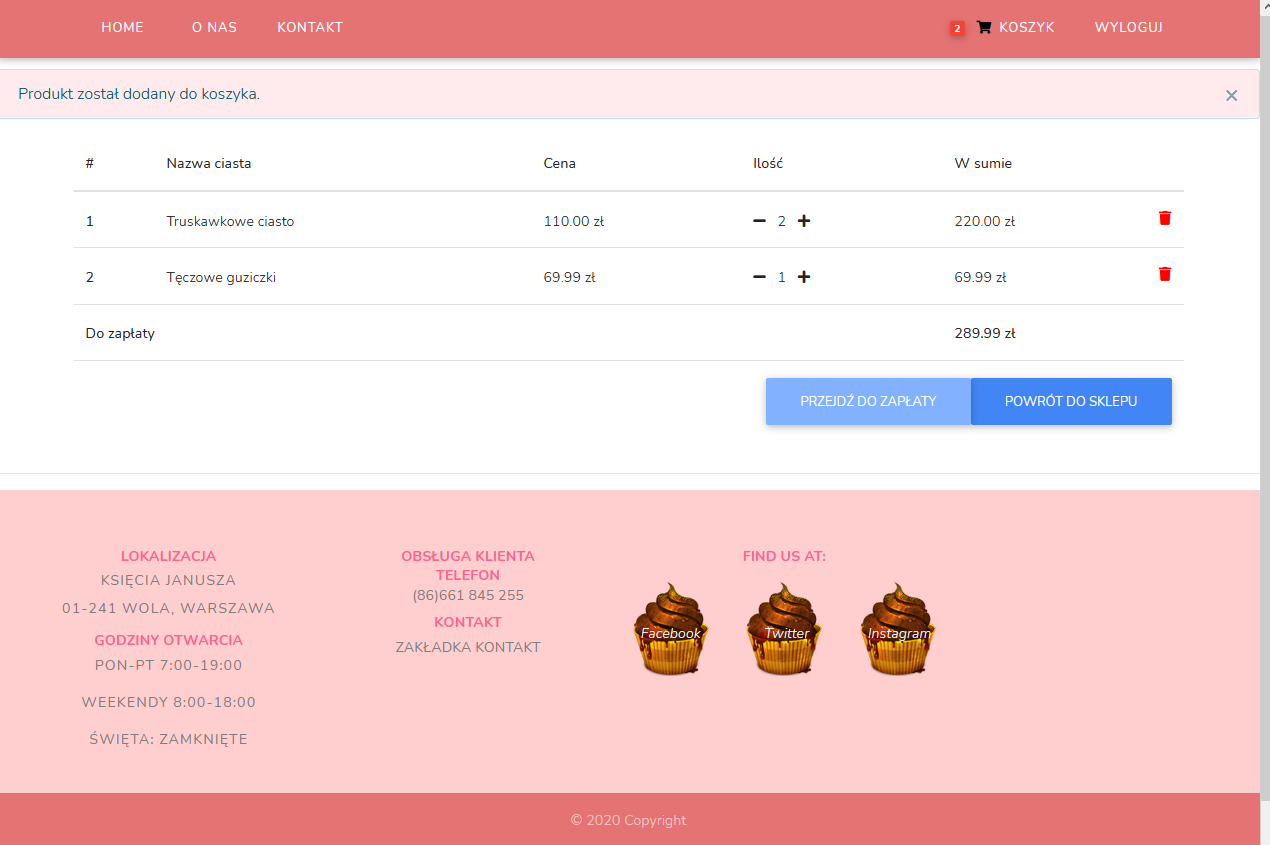 HOME O NAS KONTAKT 2 KOSZYK WYLOGUJ
Produkt został dodany do koszyka. ×
# Nazwa ciasta Cena Ilość W sumie
1 Truskawkowe ciasto 110.00 zł 2 220.00 zł
2 Tęczowe guziczki 69.99 zł 1 69.99 zł
Do zapłaty 289.99 zł
PRZEJDŹ DO ZAPŁATY POWRÓT DO SKLEPU
LOKALIZACJA
KSIĘCIA JANUSZA
01-241 WOLA, WARSZAWA
GODZINY OTWARCIA
PON-PT 7:00-19:00
WEEKENDY 8:00-18:00
ŚWIĘTA: ZAMKNIĘTE
OBSŁUGA KLIENTA
TELEFON
(86)661 845 255
KONTAKT
ZAKŁADKA KONTAKT
FIND US AT:
Facebook Twitter Instagram
© 2020 Copyright